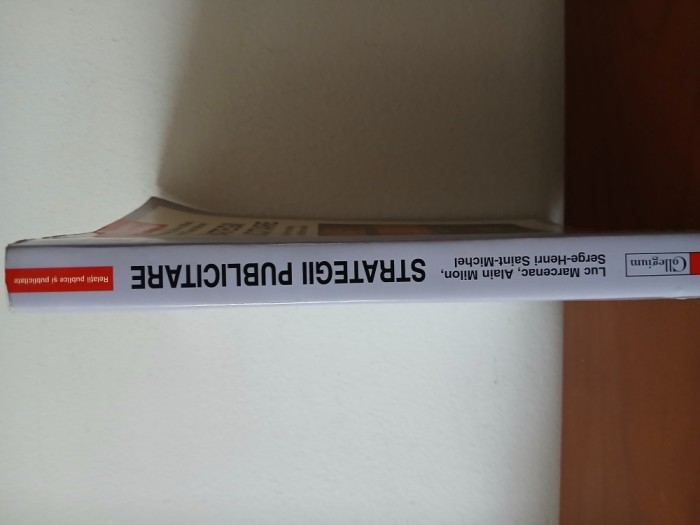 Collegium
Luc Marcenac, Alain Milon,
Serge-Henri Saint-Michel
STRATEGII PUBLICITARE
Relații publice și publicitate